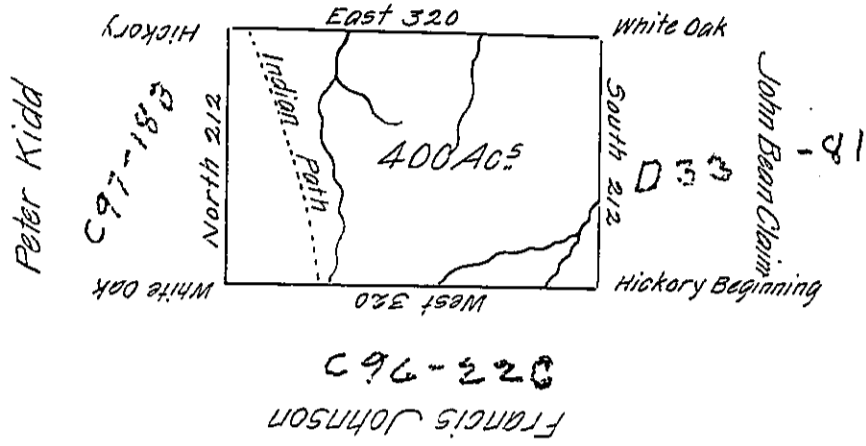 East 320
Hickory
White Oak
Peter Kidd
C97-183
North 212
Indian Path
400 Acs
South 212
D33-81
John Bean Claim
White Oak
West 320
Hickory Beginning
C96-220
Francis Johnson